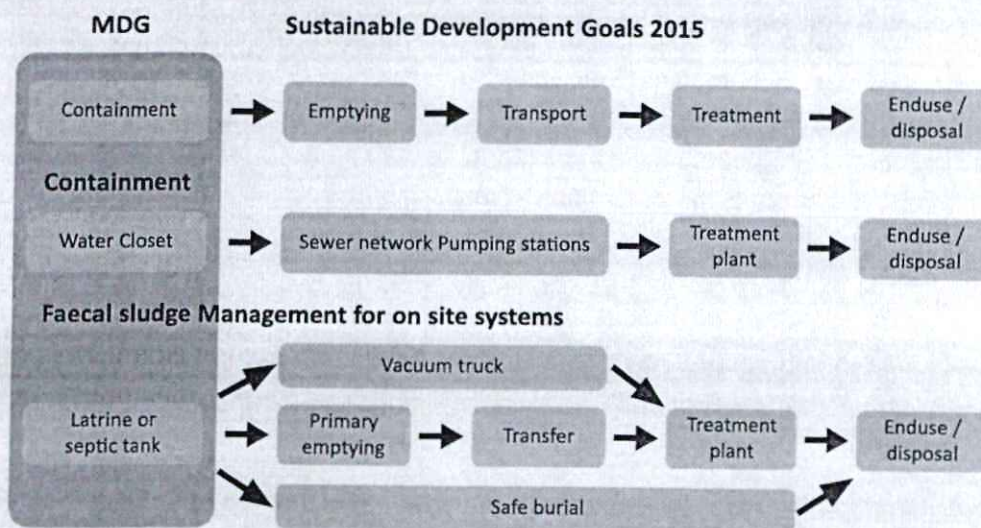 MDG
Sustainable Development Goals 2015
Containment
Emptying
Transport
Treatment
Enduse /
disposal
Containment
Water Closet
Sewer network Pumping stations
Treatment
plant
Enduse /
disposal
Faecal sludge Management for on site systems
Vacuum truck
Latrine or
septic tank
Primary
emptying
Transfer
Treatment
plant
Enduse /
disposal
Safe burial